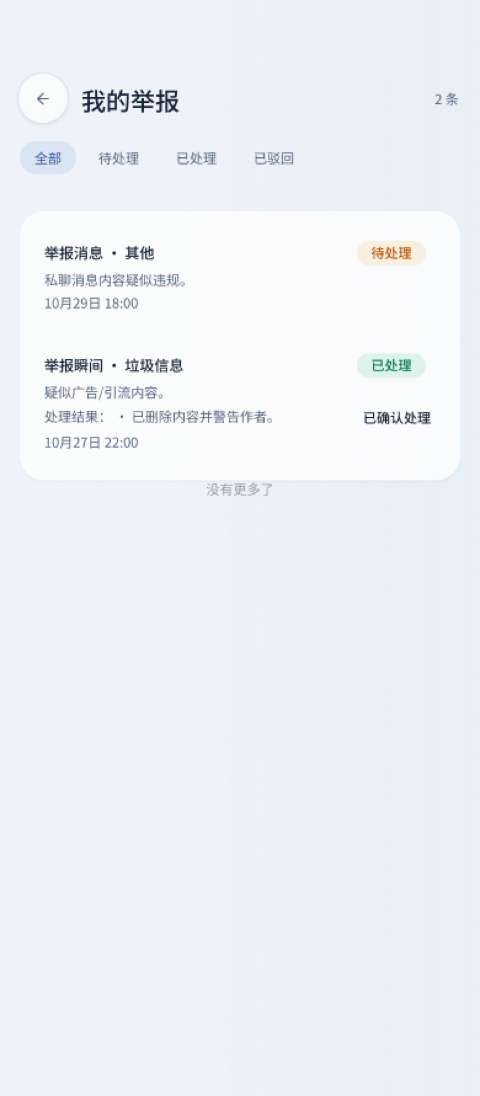 我的举报
2 条
全部 待处理 已处理 已驳回
举报消息 · 其他 待处理
私聊消息内容疑似违规。
10月29日 18:00
举报瞬间 · 垃圾信息 已处理
疑似广告/引流内容。
处理结果： · 已删除内容并警告作者。 已确认处理
10月27日 22:00
没有更多了